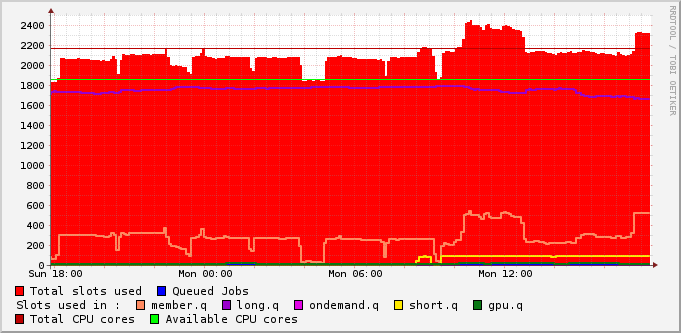 RRDTOOL / TOBI OETIKER
2400
2200
2000
1800
1600
1400
1200
1000
800
600
400
200
0
Sun 18:00 Mon 00:00 Mon 06:00 Mon 12:00
Total slots used Queued Jobs
Slots used in : member.q long.q ondemand.q short.q gpu.q
Total CPU cores Available CPU cores